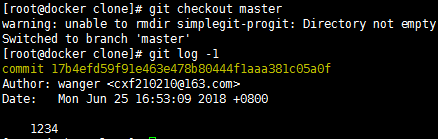 [root@docker clone]# git checkout master
warning: unable to rmdir simplegit-progit: Directory not empty
Switched to branch 'master'
[root@docker clone]# git log -1
commit 17b4efd59f91e463e478b80444f1aaa381c05a0f
Author: wanger <cxf210210@163.com>
Date:   Mon Jun 25 16:53:09 2018 +0800
    1234